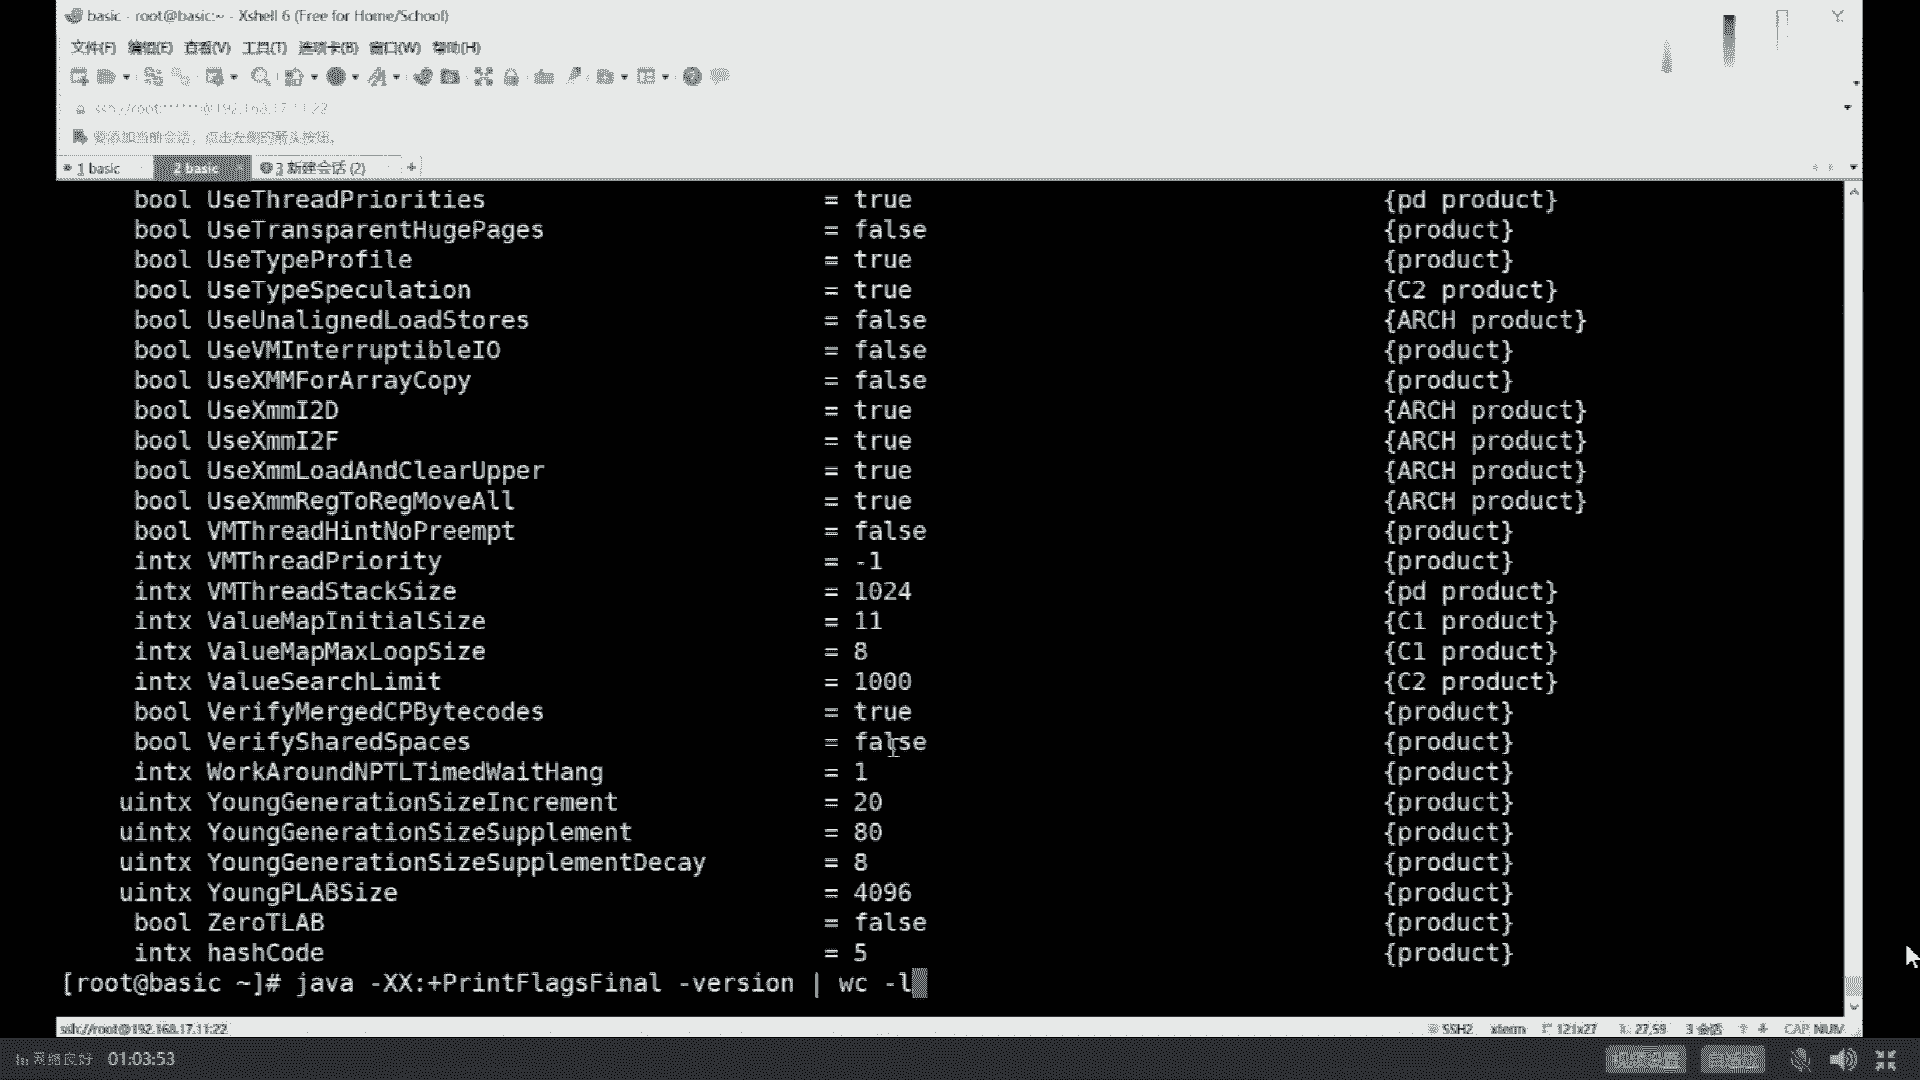 basic - root@basic:~ - Xshell 6 (Free for Home/School)
文件(F) 编辑(E) 查看(V) 工具(T) 选项卡(B) 窗口(W) 帮助(H)
ssh://root:******@192.168.17.11:22
要添加当前会话，点击左侧的箭头按钮。
1 basic 2 basic 3 新建会话 (2) +
bool UseThreadPriorities = true {pd product}
bool UseTransparentHugePages = false {product}
bool UseTypeProfile = true {product}
bool UseTypeSpeculation = true {C2 product}
bool UseUnalignedLoadStores = false {ARCH product}
bool UseVMInterruptibleIO = false {product}
bool UseXMMForArrayCopy = false {product}
bool UseXmmI2D = true {ARCH product}
bool UseXmmI2F = true {ARCH product}
bool UseXmmLoadAndClearUpper = true {ARCH product}
bool UseXmmRegToRegMoveAll = true {ARCH product}
bool VMThreadHintNoPreempt = false {product}
intx VMThreadPriority = -1 {product}
intx VMThreadStackSize = 1024 {pd product}
intx ValueMapInitialSize = 11 {C1 product}
intx ValueMapMaxLoopSize = 8 {C1 product}
intx ValueSearchLimit = 1000 {C2 product}
bool VerifyMergedCPBytecodes = true {product}
bool VerifySharedSpaces = false {product}
intx WorkAroundNPTLTimedWaitHang = 1 {product}
uintx YoungGenerationSizeIncrement = 20 {product}
uintx YoungGenerationSizeSupplement = 80 {product}
uintx YoungGenerationSizeSupplementDecay = 8 {product}
uintx YoungPLABSize = 4096 {product}
bool ZeroTLAB = false {product}
intx hashCode = 5 {product}
[root@basic ~]# java -XX:+PrintFlagsFinal -version | wc -l
ssh://root@192.168.17.11:22 SSH2 xterm 121x27 27,59 3 会话 CAP NUM
网络良好 01:03:53 视频设置 自适应